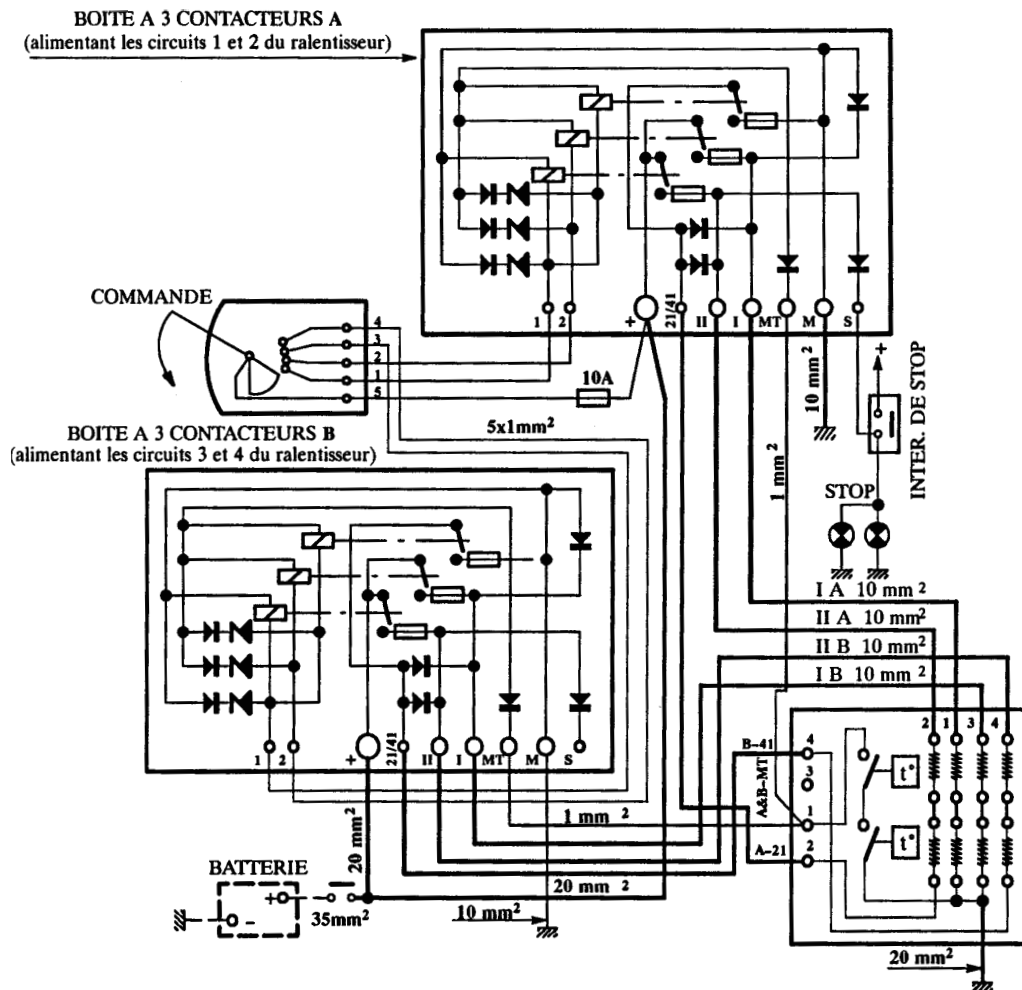 BOITE A 3 CONTACTEURS A
(alimentant les circuits 1 et 2 du ralentisseur)
COMMANDE
4
3
2
1
5
1
2
+
21/41
II
I
MT
M
S
10A
5x1mm²
10 mm²
1 mm²
+
INTER. DE STOP
STOP
BOITE A 3 CONTACTEURS B
(alimentant les circuits 3 et 4 du ralentisseur)
1
2
+
21/41
II
I
MT
M
S
I A 10 mm²
II A 10 mm²
II B 10 mm²
I B 10 mm²
2
1
3
4
B-41
4
3
A&B-MT
1
A-21
2
t°
t°
1 mm²
20 mm²
20 mm²
BATTERIE
+
-
35mm²
10 mm²
20 mm²